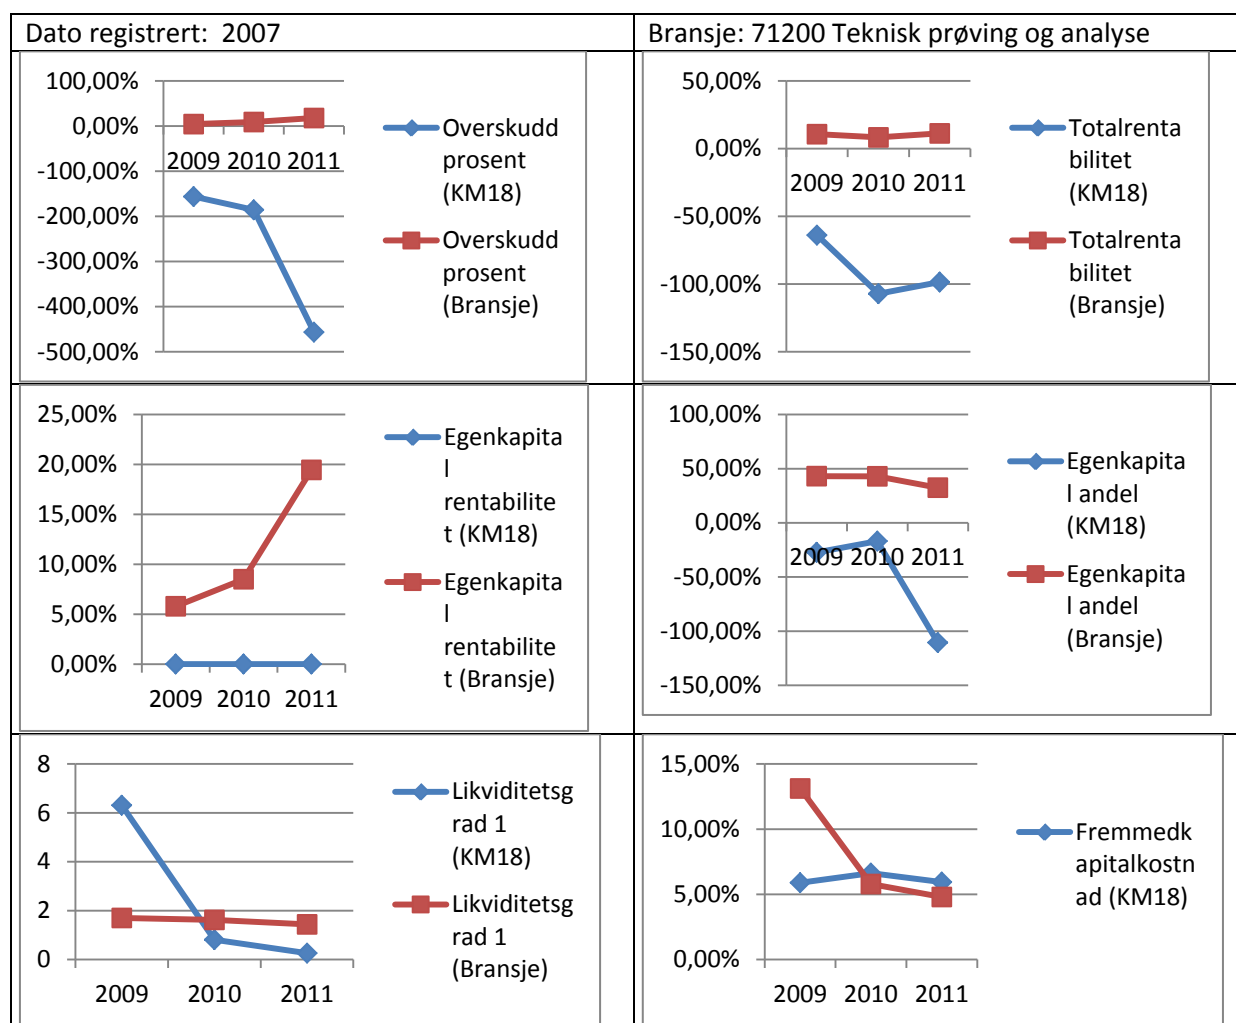 Dato registrert: 2007
Bransje: 71200 Teknisk prøving og analyse
100,00%
0,00%
-100,00%
-200,00%
-300,00%
-400,00%
-500,00%
2009 2010 2011
Overskudd
prosent
(KM18)
Overskudd
prosent
(Bransje)
50,00%
0,00%
-50,00%
-100,00%
-150,00%
2009 2010 2011
Totalrenta
bilitet
(KM18)
Totalrenta
bilitet
(Bransje)
25,00%
20,00%
15,00%
10,00%
5,00%
0,00%
2009 2010 2011
Egenkapita
l
rentabilite
t (KM18)
Egenkapita
l
rentabilite
t (Bransje)
100,00%
50,00%
0,00%
-50,00%
-100,00%
-150,00%
2009 2010 2011
Egenkapita
l andel
(KM18)
Egenkapita
l andel
(Bransje)
8
6
4
2
0
2009 2010 2011
Likviditetsg
rad 1
(KM18)
Likviditetsg
rad 1
(Bransje)
15,00%
10,00%
5,00%
0,00%
2009 2010 2011
Fremmedk
apitalkostn
ad (KM18)